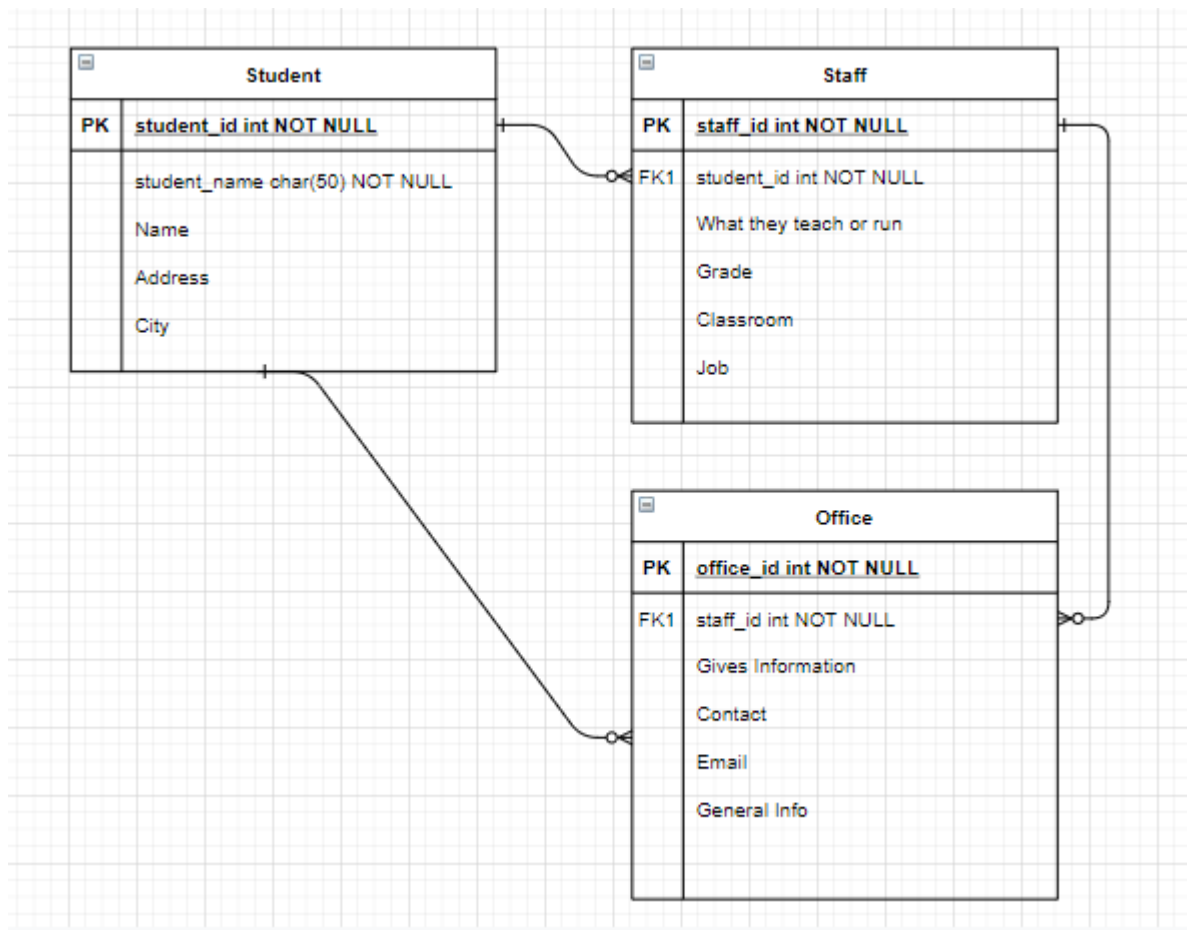 Student
PK student_id int NOT NULL
student_name char(50) NOT NULL
Name
Address
City
Staff
PK staff_id int NOT NULL
FK1 student_id int NOT NULL
What they teach or run
Grade
Classroom
Job
Office
PK office_id int NOT NULL
FK1 staff_id int NOT NULL
Gives Information
Contact
Email
General Info